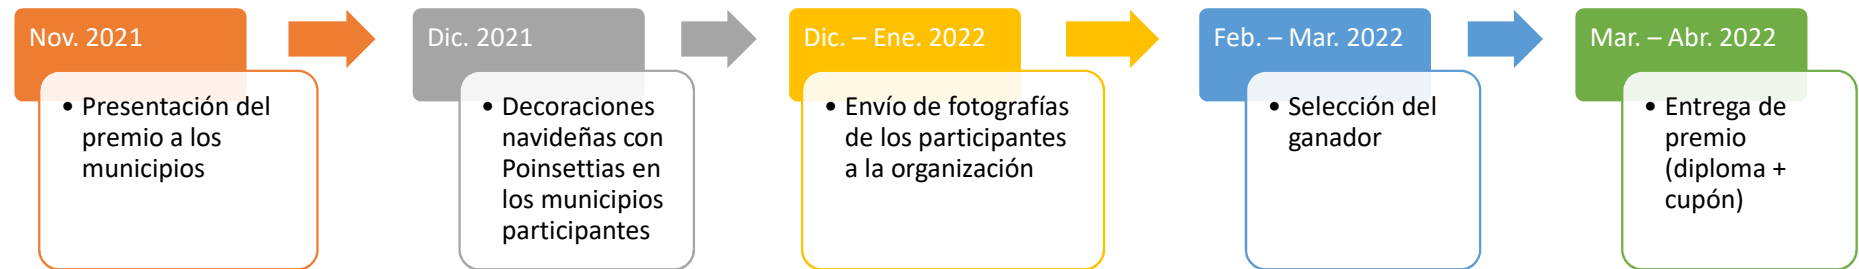 Nov. 2021
• Presentación del
premio a los
municipios
Dic. 2021
• Decoraciones
navideñas con
Poinsettias en
los municipios
participantes
Dic. – Ene. 2022
• Envío de fotografías
de los participantes
a la organización
Feb. – Mar. 2022
• Selección del
ganador
Mar. – Abr. 2022
• Entrega de
premio
(diploma +
cupón)